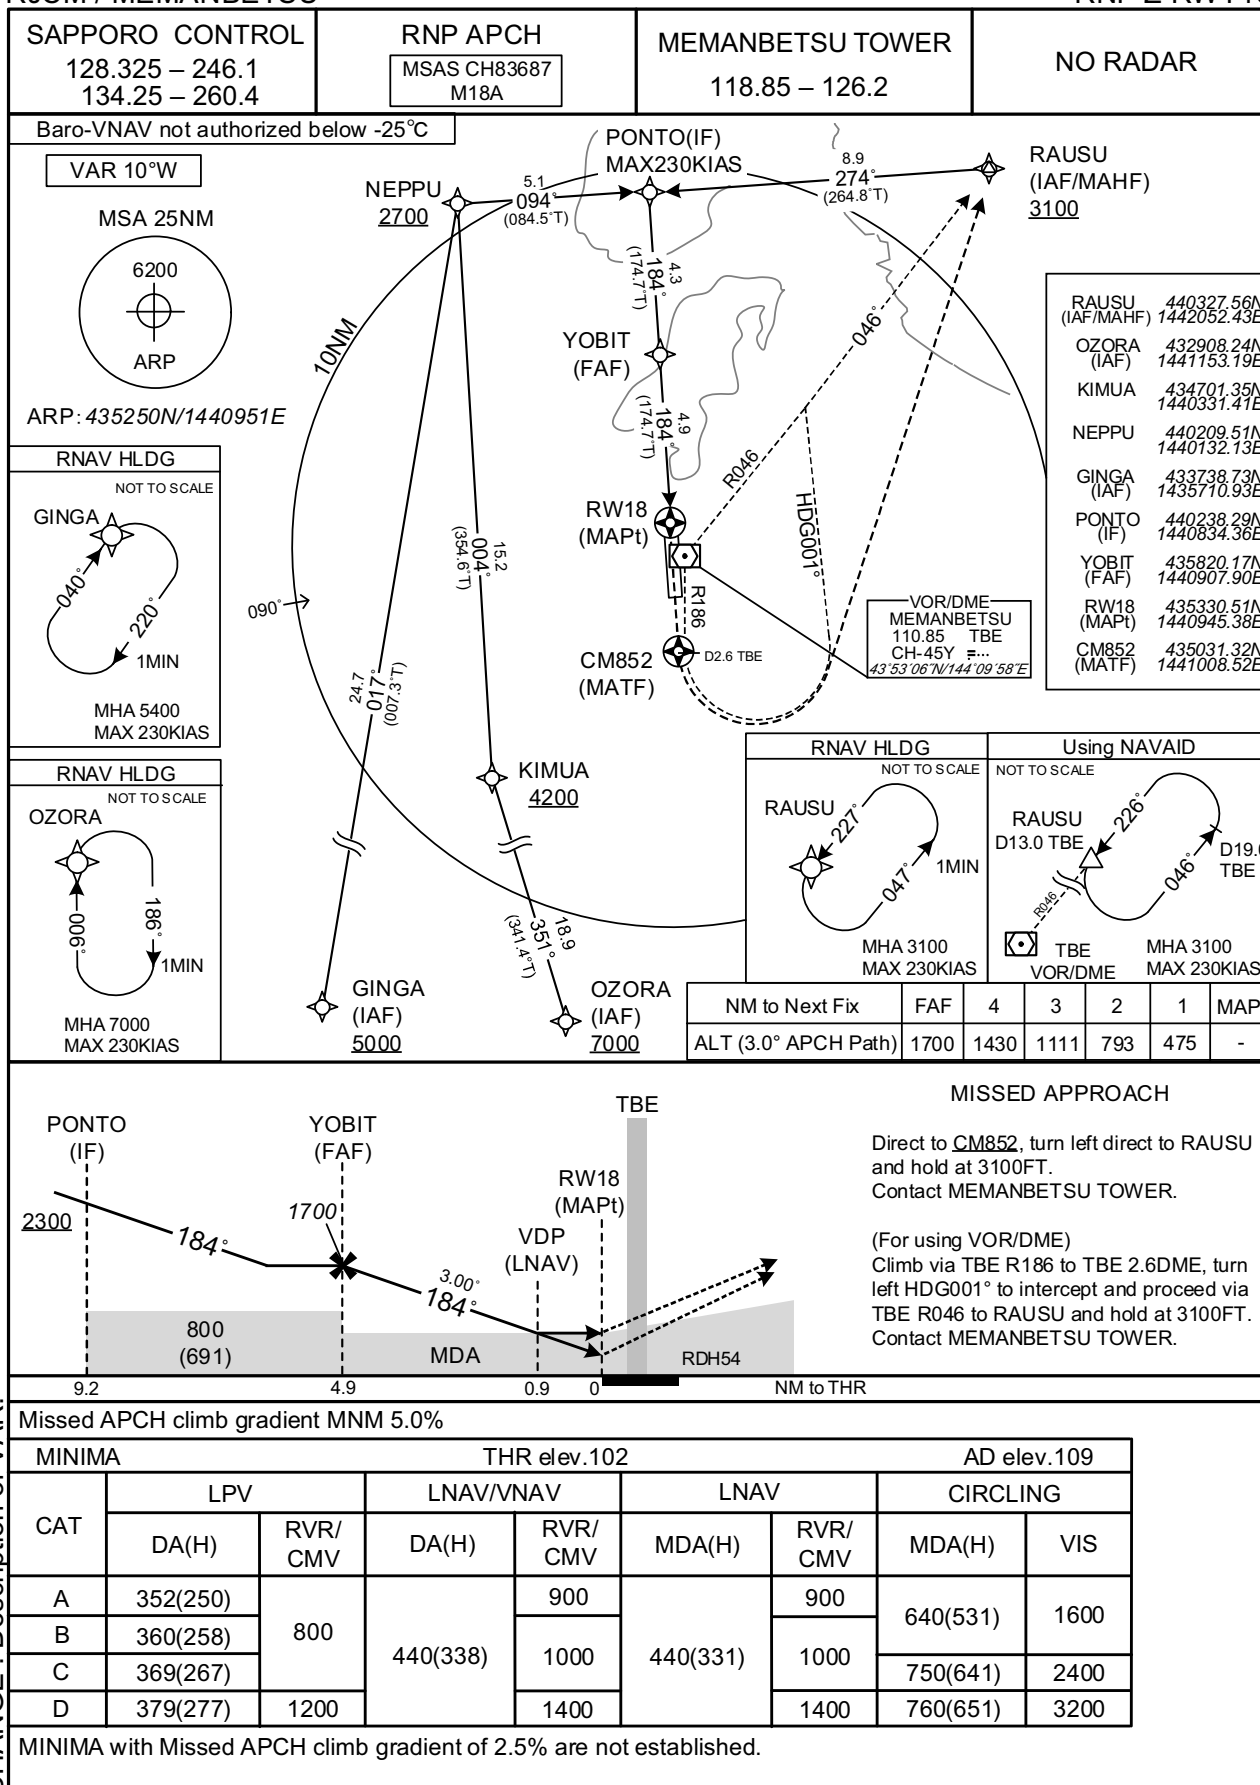 SAPPORO CONTROL
128.325 – 246.1
134.25 – 260.4
RNP APCH
MSAS CH83687
M18A
MEMANBETSU TOWER
118.85 – 126.2
NO RADAR
Baro-VNAV not authorized below -25°C
VAR 10°W
MSA 25NM
6200
ARP
ARP: 435250N/1440951E
PONTO(IF)
MAX230KIAS
NEPPU
2700
5.1
094°
(084.5°T)
8.9
274°
(264.8°T)
RAUSU
(IAF/MAHF)
3100
10NM
4.3
184°
(174.7°T)
YOBIT
(FAF)
4.9
184°
(174.7°T)
046°
R046
HDG001°
RW18
(MAPt)
R186
CM852
(MATF)
D2.6 TBE
VOR/DME
MEMANBETSU
110.85 TBE
CH-45Y
43°53'06"N/144°09'58"E
RAUSU 440327.56N
(IAF/MAHF) 1442052.43E
OZORA 432908.24N
(IAF) 1441153.19E
KIMUA 434701.35N
1440331.41E
NEPPU 440209.51N
1440132.13E
GINGA 433738.73N
(IAF) 1435710.93E
PONTO 440238.29N
(IF) 1440834.36E
YOBIT 435820.17N
(FAF) 1440907.90E
RW18 435330.51N
(MAPt) 1440945.38E
CM852 435031.32N
(MATF) 1441008.52E
RNAV HLDG
NOT TO SCALE
GINGA
040°
220°
1MIN
MHA 5400
MAX 230KIAS
090°
15.2
004°
(354.6°T)
24.7
017°
(007.3°T)
RNAV HLDG
NOT TO SCALE
OZORA
006°
186°
1MIN
MHA 7000
MAX 230KIAS
KIMUA
4200
18.9
351°
(341.4°T)
GINGA
(IAF)
5000
OZORA
(IAF)
7000
RNAV HLDG
NOT TO SCALE
RAUSU
227°
047°
1MIN
MHA 3100
MAX 230KIAS
Using NAVAID
NOT TO SCALE
RAUSU
D13.0 TBE
226°
046°
D19.0
TBE
R046
TBE
VOR/DME
MHA 3100
MAX 230KIAS
NM to Next Fix FAF 4 3 2 1 MAP
ALT (3.0° APCH Path) 1700 1430 1111 793 475 -
PONTO
(IF)
YOBIT
(FAF)
TBE
RW18
(MAPt)
VDP
(LNAV)
2300
184°
1700
3.00°
184°
800
(691)
MDA
RDH54
9.2 4.9 0.9 0 NM to THR
MISSED APPROACH
Direct to CM852, turn left direct to RAUSU
and hold at 3100FT.
Contact MEMANBETSU TOWER.
(For using VOR/DME)
Climb via TBE R186 to TBE 2.6DME, turn
left HDG001° to intercept and proceed via
TBE R046 to RAUSU and hold at 3100FT.
Contact MEMANBETSU TOWER.
Missed APCH climb gradient MNM 5.0%
MINIMA THR elev.102 AD elev.109
CAT LPV LNAV/VNAV LNAV CIRCLING
DA(H) RVR/CMV DA(H) RVR/CMV MDA(H) RVR/CMV MDA(H) VIS
A 352(250) 800 440(338) 900 440(331) 900 640(531) 1600
B 360(258) 1000 1000
C 369(267) 750(641) 2400
D 379(277) 1200 1400 1400 760(651) 3200
MINIMA with Missed APCH climb gradient of 2.5% are not established.